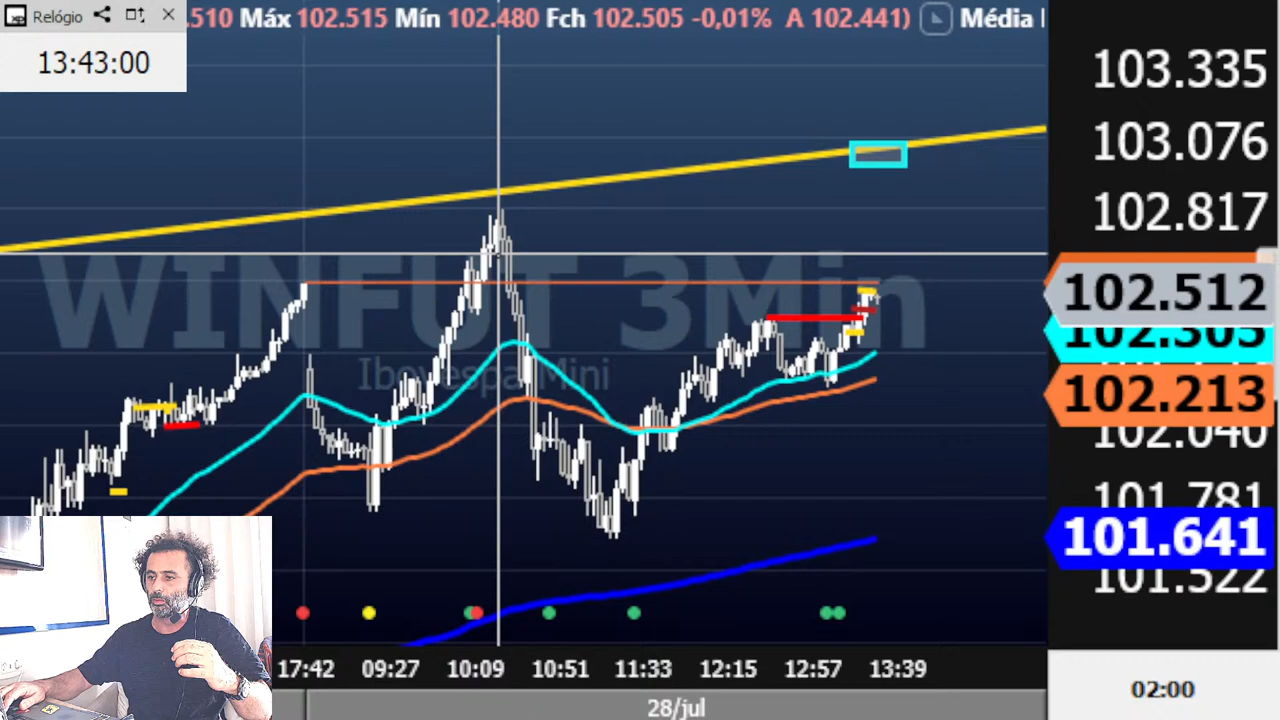 Relógio
.510 Máx 102.515 Mín 102.480 Fch 102.505 -0,01% A 102.441) Média
13:43:00
103.335
103.076
102.817
102.512
102.305
102.213
102.040
101.781
101.641
101.522
WINFUT 3Min
Ibovespa Mini
17:42 09:27 10:09 10:51 11:33 12:15 12:57 13:39
28/jul
02:00